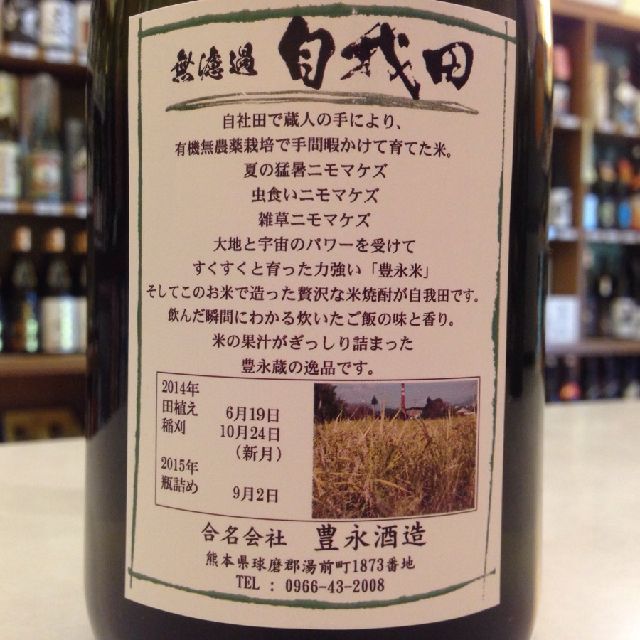 無濾過 自我田
自社田で蔵人の手により、
有機無農薬栽培で手間暇かけて育てた米。
夏の猛暑ニモマケズ
虫食いニモマケズ
雑草ニモマケズ
大地と宇宙のパワーを受けて
すくすくと育った力強い「豊永米」
そしてこのお米で造った贅沢な米焼酎が自我田です。
飲んだ瞬間にわかる炊いたご飯の味と香り。
米の果汁がぎっしり詰まった
豊永蔵の逸品です。
2014年
田植え 6月19日
稲刈 10月24日
(新月)
2015年
瓶詰め 9月2日
合名会社 豊永酒造
熊本県球磨郡湯前町1873番地
TEL : 0966-43-2008